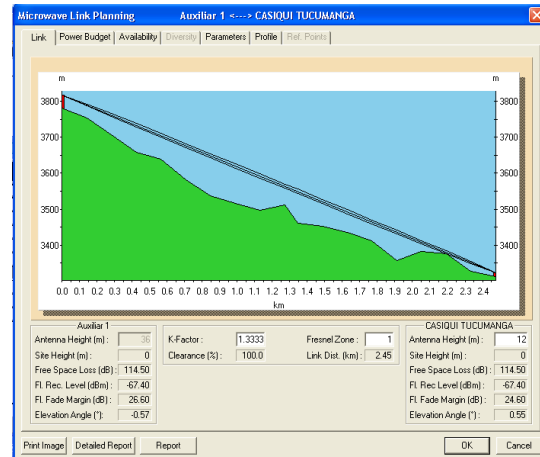 Microwave Link Planning Auxiliar 1 <---> CASIQUI TUCUMANGA
Link Power Budget Availability Diversity Parameters Profile Ref. Points
m m
3800 3800
3700 3700
3600 3600
3500 3500
3400 3400
0.0 0.1 0.2 0.3 0.4 0.5 0.6 0.7 0.8 0.9 1.0 1.1 1.2 1.3 1.4 1.5 1.6 1.7 1.8 1.9 2.0 2.1 2.2 2.3 2.4
km
Auxiliar 1
Antenna Height (m) : 36
Site Height (m) : 0
Free Space Loss (dB) : 114.50
Fl. Rec. Level (dBm) : -67.40
Fl. Fade Margin (dB) : 26.60
Elevation Angle (°): -0.57
K-Factor : 1.3333 Fresnel Zone : 1
Clearance (%) : 100.0 Link Dist. (km) : 2.45
CASIQUI TUCUMANGA
Antenna Height (m) : 12
Site Height (m) : 0
Free Space Loss (dB) : 114.50
Fl. Rec Level (dBm) : -67.40
Fl. Fade Margin (dB) : 24.60
Elevation Angle (°): 0.55
Print Image Detailed Report Report OK Cancel